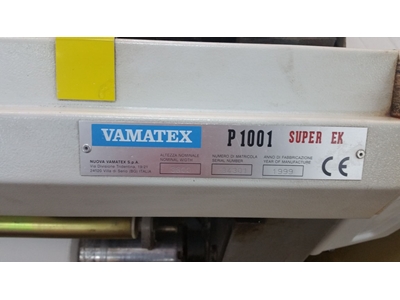 VAMATEX P1001 SUPER EK
NUOVA VAMATEX S.p.A.
ALTEZZA NOMINALE
NOMINAL WIDTH
NUMERO DI MATRICOLA
SERIAL NUMBER
ANNO DI FABBRICAZIONE
YEAR OF MANUFACTURE
1999
CE